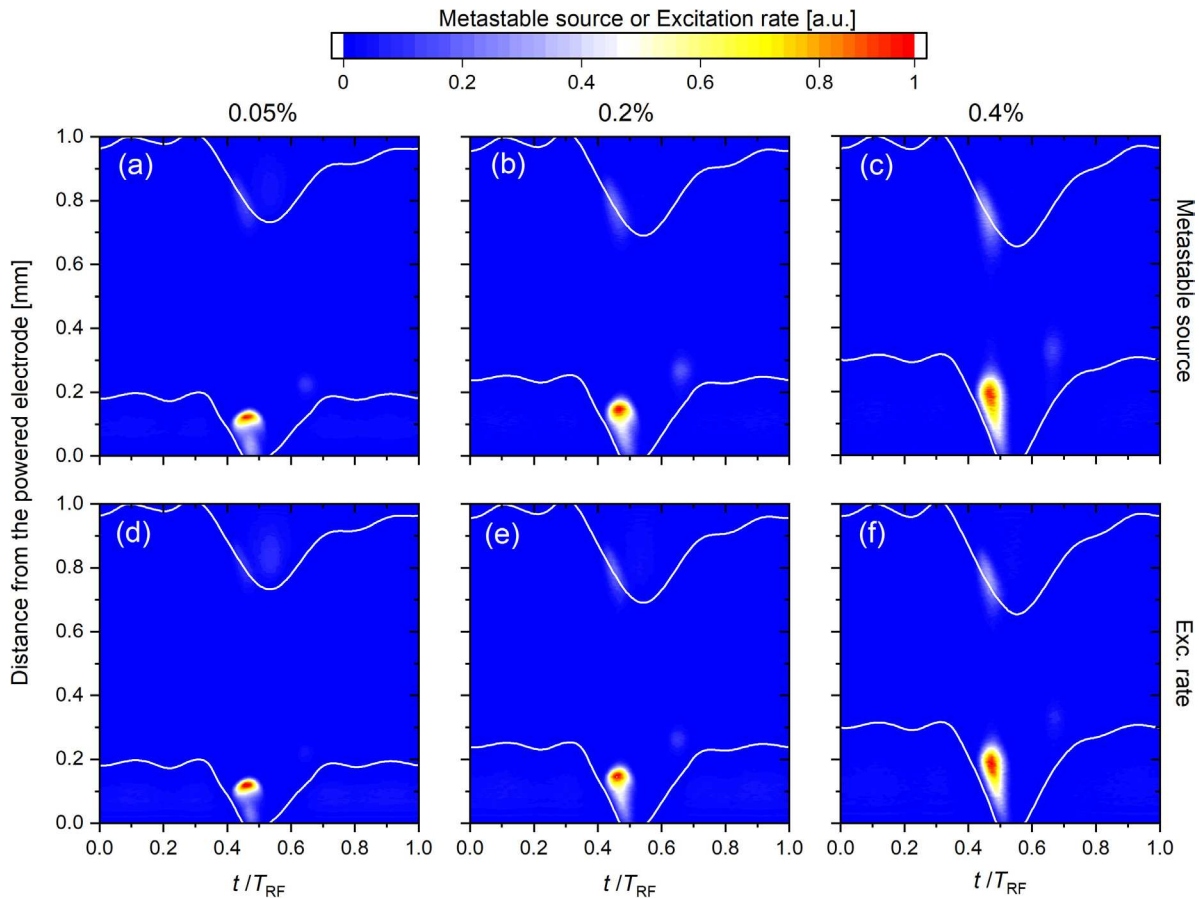 Metastable source or Excitation rate [a.u.]
0 0.2 0.4 0.6 0.8 1
0.05% 0.2% 0.4%
Distance from the powered electrode [mm]
1.0 0.8 0.6 0.4 0.2 0.0
(a) (b) (c)
Metastable source
1.0 0.8 0.6 0.4 0.2 0.0
(d) (e) (f)
Exc. rate
0.0 0.2 0.4 0.6 0.8 1.0 0.0 0.2 0.4 0.6 0.8 1.0 0.0 0.2 0.4 0.6 0.8 1.0
t /T_RF t /T_RF t /T_RF